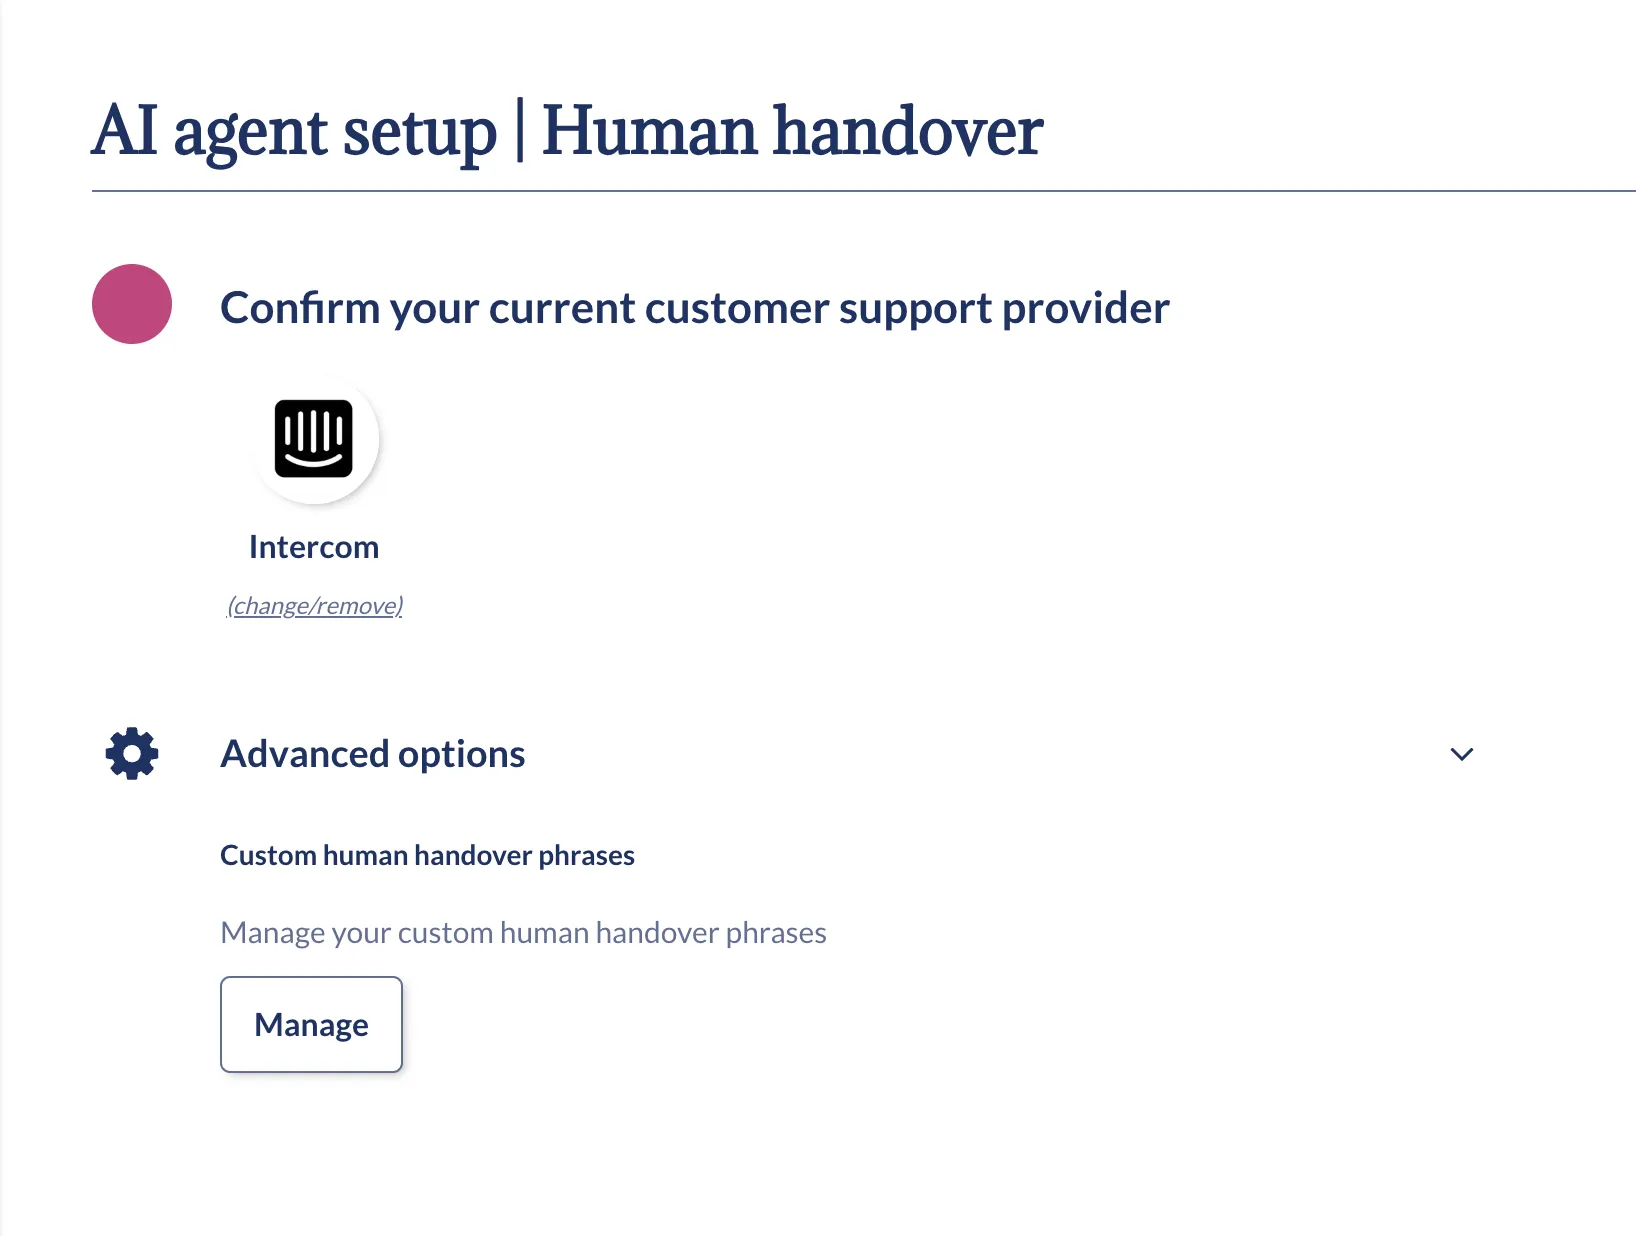 AI agent setup | Human handover
Confirm your current customer support provider
Intercom
(change/remove)
Advanced options
Custom human handover phrases
Manage your custom human handover phrases
Manage